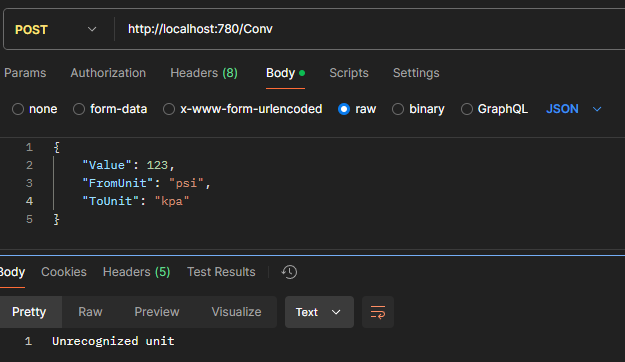 POST http://localhost:780/Conv
Params Authorization Headers (8) Body Scripts Settings
none form-data x-www-form-urlencoded raw binary GraphQL JSON
1 {
2 "Value": 123,
3 "FromUnit": "psi",
4 "ToUnit": "kpa"
5 }
Body Cookies Headers (5) Test Results
Pretty Raw Preview Visualize Text
1 Unrecognized unit